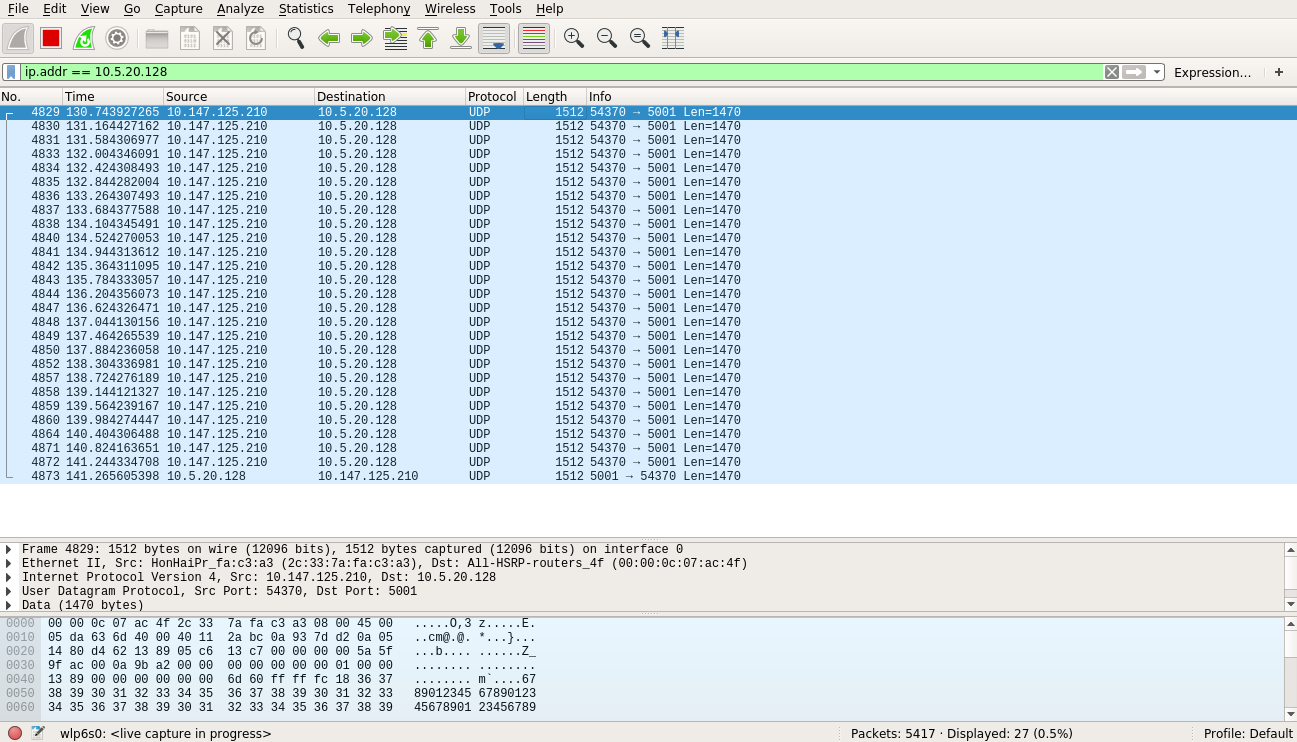 File Edit View Go Capture Analyze Statistics Telephony Wireless Tools Help
ip.addr == 10.5.20.128 Expression… +
No. Time Source Destination Protocol Length Info
4829 130.743927265 10.147.125.210 10.5.20.128 UDP 1512 54370 → 5001 Len=1470
4830 131.164427162 10.147.125.210 10.5.20.128 UDP 1512 54370 → 5001 Len=1470
4831 131.584306977 10.147.125.210 10.5.20.128 UDP 1512 54370 → 5001 Len=1470
4833 132.004346091 10.147.125.210 10.5.20.128 UDP 1512 54370 → 5001 Len=1470
4834 132.424308493 10.147.125.210 10.5.20.128 UDP 1512 54370 → 5001 Len=1470
4835 132.844282004 10.147.125.210 10.5.20.128 UDP 1512 54370 → 5001 Len=1470
4836 133.264307493 10.147.125.210 10.5.20.128 UDP 1512 54370 → 5001 Len=1470
4837 133.684377588 10.147.125.210 10.5.20.128 UDP 1512 54370 → 5001 Len=1470
4838 134.104345491 10.147.125.210 10.5.20.128 UDP 1512 54370 → 5001 Len=1470
4840 134.524270053 10.147.125.210 10.5.20.128 UDP 1512 54370 → 5001 Len=1470
4841 134.944313612 10.147.125.210 10.5.20.128 UDP 1512 54370 → 5001 Len=1470
4842 135.364311095 10.147.125.210 10.5.20.128 UDP 1512 54370 → 5001 Len=1470
4843 135.784333057 10.147.125.210 10.5.20.128 UDP 1512 54370 → 5001 Len=1470
4844 136.204356073 10.147.125.210 10.5.20.128 UDP 1512 54370 → 5001 Len=1470
4847 136.624326471 10.147.125.210 10.5.20.128 UDP 1512 54370 → 5001 Len=1470
4848 137.044130156 10.147.125.210 10.5.20.128 UDP 1512 54370 → 5001 Len=1470
4849 137.464265539 10.147.125.210 10.5.20.128 UDP 1512 54370 → 5001 Len=1470
4850 137.884236058 10.147.125.210 10.5.20.128 UDP 1512 54370 → 5001 Len=1470
4852 138.304336981 10.147.125.210 10.5.20.128 UDP 1512 54370 → 5001 Len=1470
4857 138.724276189 10.147.125.210 10.5.20.128 UDP 1512 54370 → 5001 Len=1470
4858 139.144121327 10.147.125.210 10.5.20.128 UDP 1512 54370 → 5001 Len=1470
4859 139.564239167 10.147.125.210 10.5.20.128 UDP 1512 54370 → 5001 Len=1470
4860 139.984274447 10.147.125.210 10.5.20.128 UDP 1512 54370 → 5001 Len=1470
4864 140.404306488 10.147.125.210 10.5.20.128 UDP 1512 54370 → 5001 Len=1470
4871 140.824163651 10.147.125.210 10.5.20.128 UDP 1512 54370 → 5001 Len=1470
4872 141.244334708 10.147.125.210 10.5.20.128 UDP 1512 54370 → 5001 Len=1470
4873 141.265605398 10.5.20.128 10.147.125.210 UDP 1512 5001 → 54370 Len=1470
Frame 4829: 1512 bytes on wire (12096 bits), 1512 bytes captured (12096 bits) on interface 0
Ethernet II, Src: HonHaiPr_fa:c3:a3 (2c:33:7a:fa:c3:a3), Dst: All-HSRP-routers_4f (00:00:0c:07:ac:4f)
Internet Protocol Version 4, Src: 10.147.125.210, Dst: 10.5.20.128
User Datagram Protocol, Src Port: 54370, Dst Port: 5001
Data (1470 bytes)
0000 00 00 0c 07 ac 4f 2c 33 7a fa c3 a3 08 00 45 00 .....O,3 z.....E.
0010 05 da 63 6d 40 00 40 11 2a bc 0a 93 7d d2 0a 05 ..cm@.@. *...}...
0020 14 80 d4 62 13 89 05 c6 13 c7 00 00 00 00 5a 5f ...b.... ......Z_
0030 9f ac 00 0a 9b a2 00 00 00 00 00 00 00 01 00 00 ........ ........
0040 13 89 00 00 00 00 00 00 6d 60 ff ff fc 18 36 37 ........ m`....67
0050 38 39 30 31 32 33 34 35 36 37 38 39 30 31 32 33 89012345 67890123
0060 34 35 36 37 38 39 30 31 32 33 34 35 36 37 38 39 45678901 23456789
wlp6s0: <live capture in progress> Packets: 5417 · Displayed: 27 (0.5%) Profile: Default